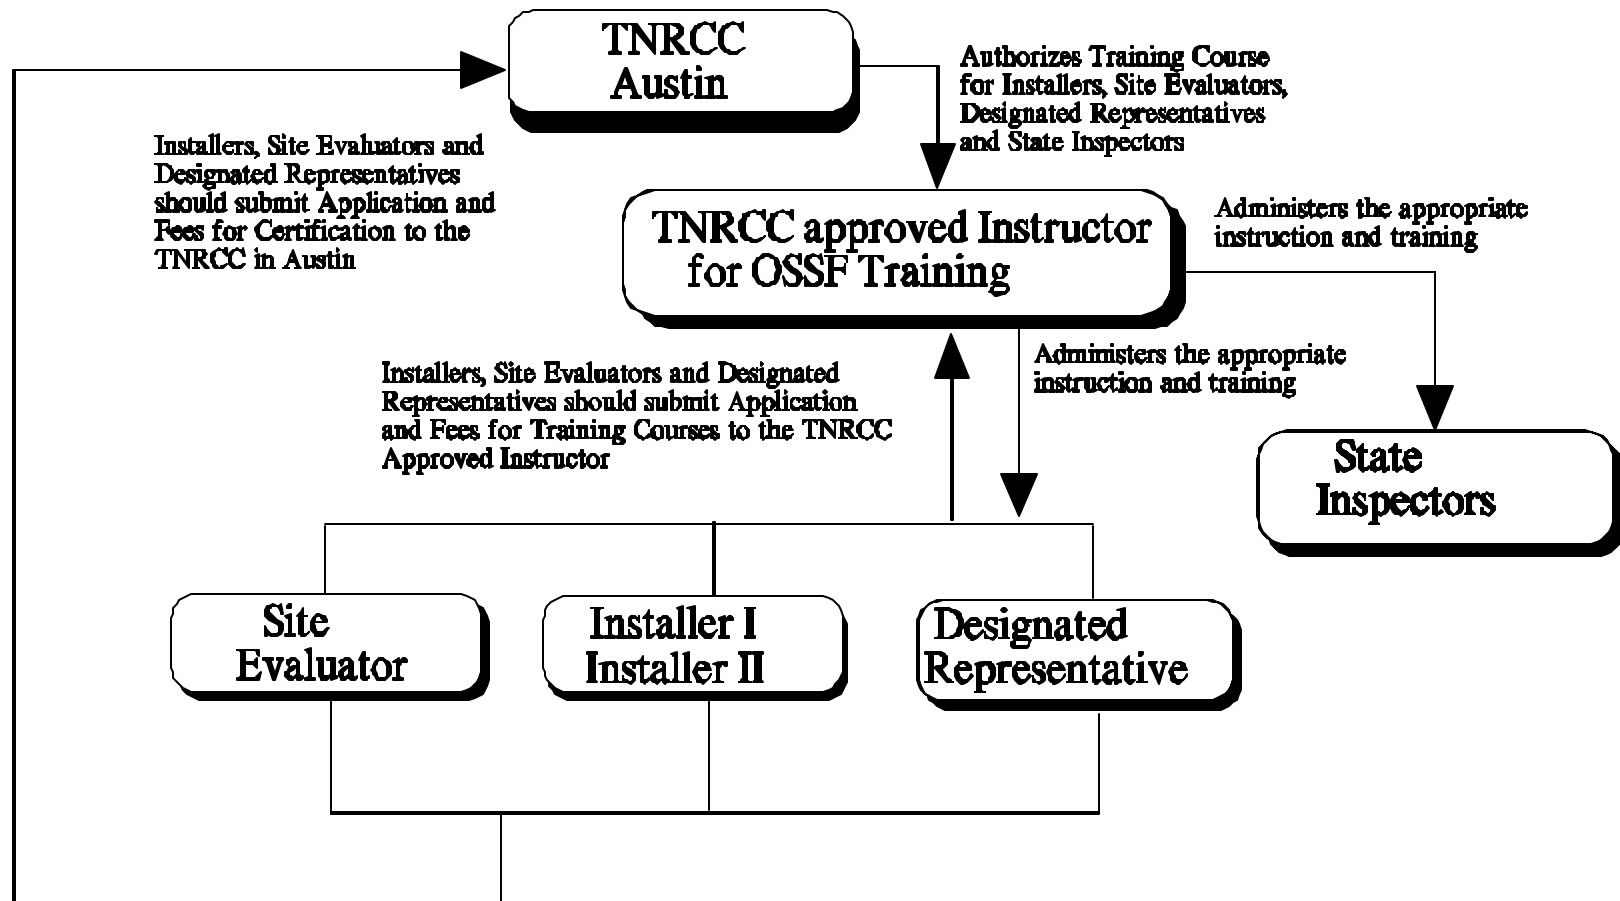 TNRCC
Austin
Authorizes Training Course
for Installers, Site Evaluators,
Designated Representatives
and State Inspectors
Installers, Site Evaluators and
Designated Representatives
should submit Application and
Fees for Certification to the
TNRCC in Austin
TNRCC approved Instructor
for OSSF Training
Administers the appropriate
instruction and training
Administers the appropriate
instruction and training
Installers, Site Evaluators and Designated
Representatives should submit Application
and Fees for Training Courses to the TNRCC
Approved Instructor
State
Inspectors
Site
Evaluator
Installer I
Installer II
Designated
Representative